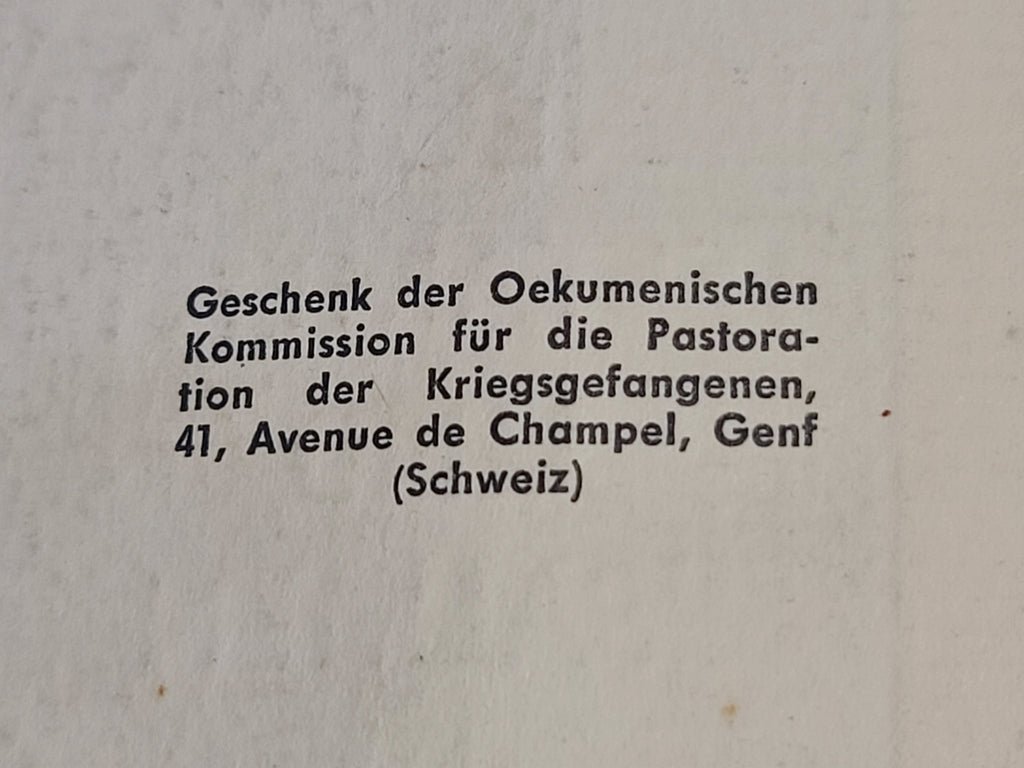 Geschenk der Oekumenischen
Kommission für die Pastora-
tion der Kriegsgefangenen,
41, Avenue de Champel, Genf
(Schweiz)